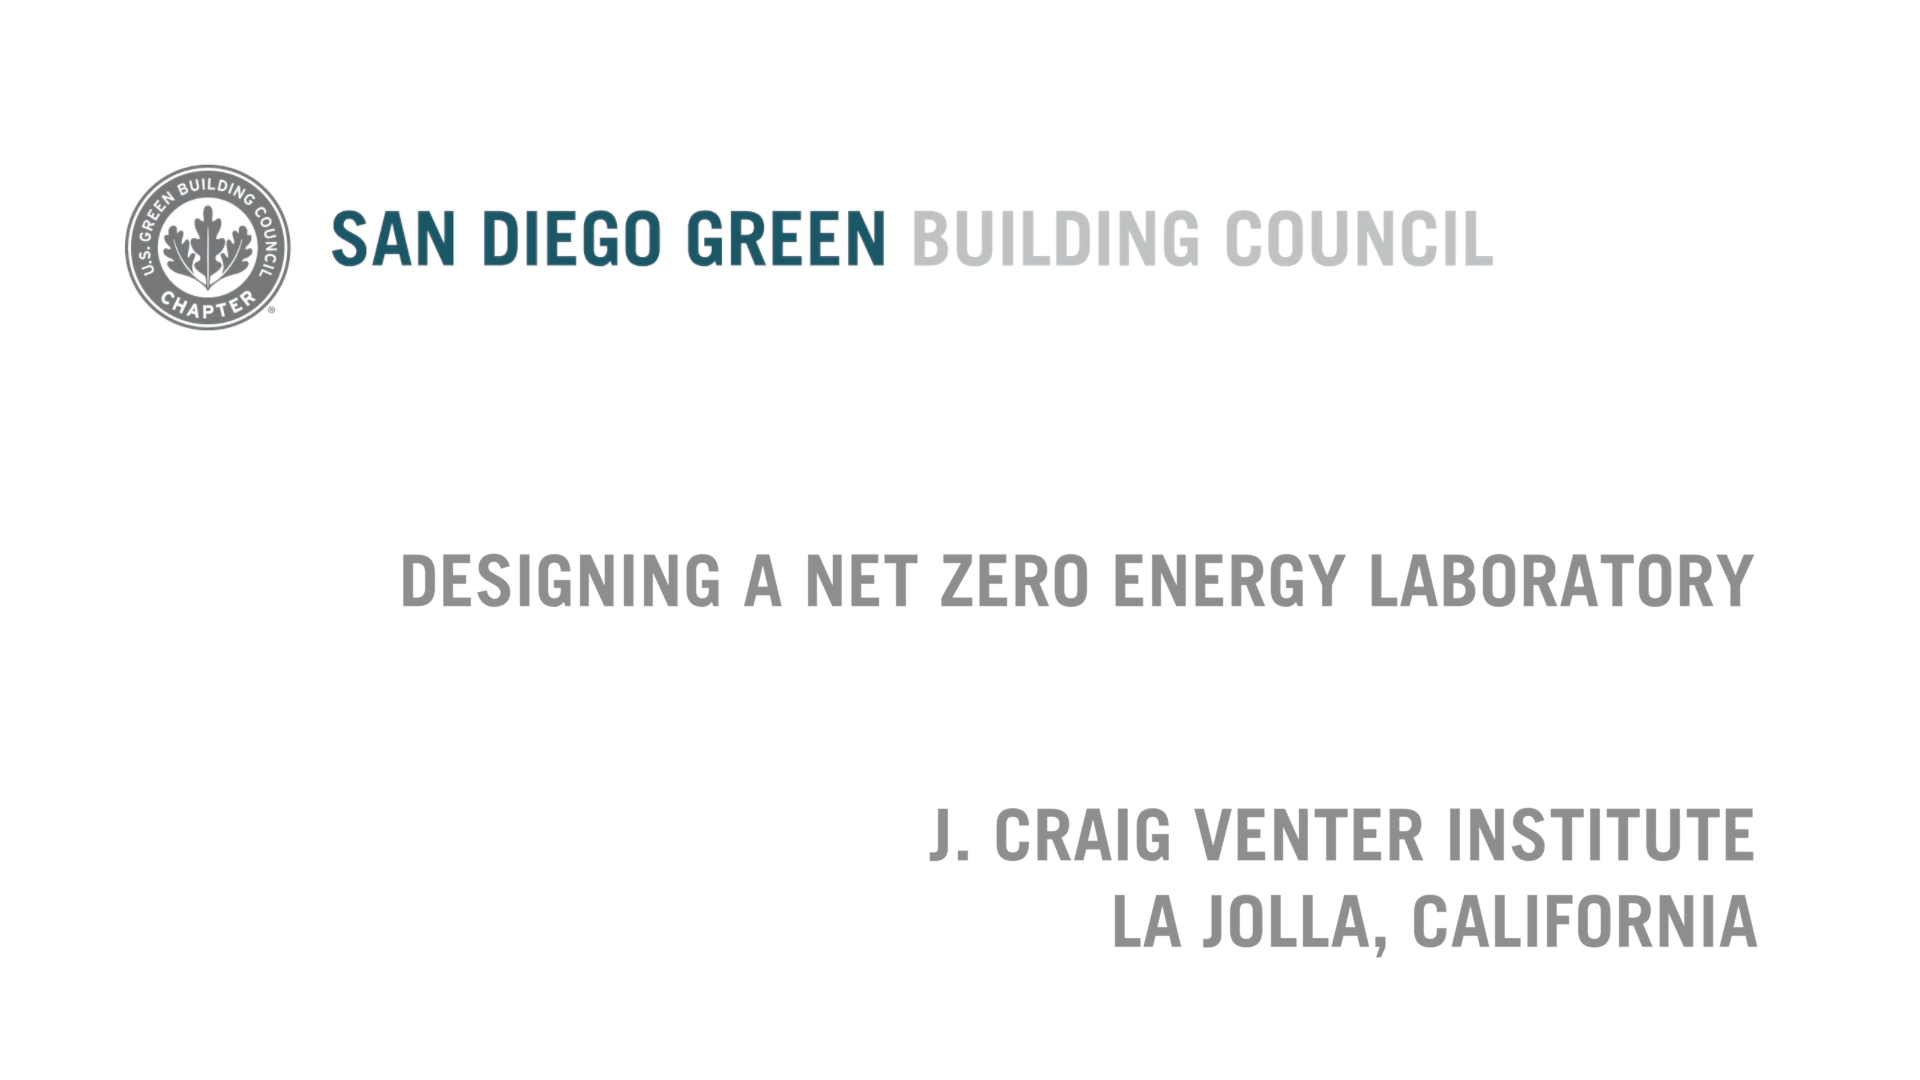 U.S. GREEN BUILDING COUNCIL
CHAPTER
®
SAN DIEGO GREEN BUILDING COUNCIL
DESIGNING A NET ZERO ENERGY LABORATORY
J. CRAIG VENTER INSTITUTE
LA JOLLA, CALIFORNIA